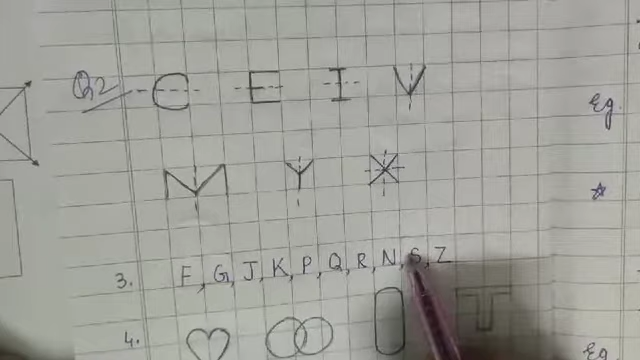 Q2 C E I V
Eg.
M Y X
3. F, G, J, K, P, Q, R, N, S, Z
4.
Eg